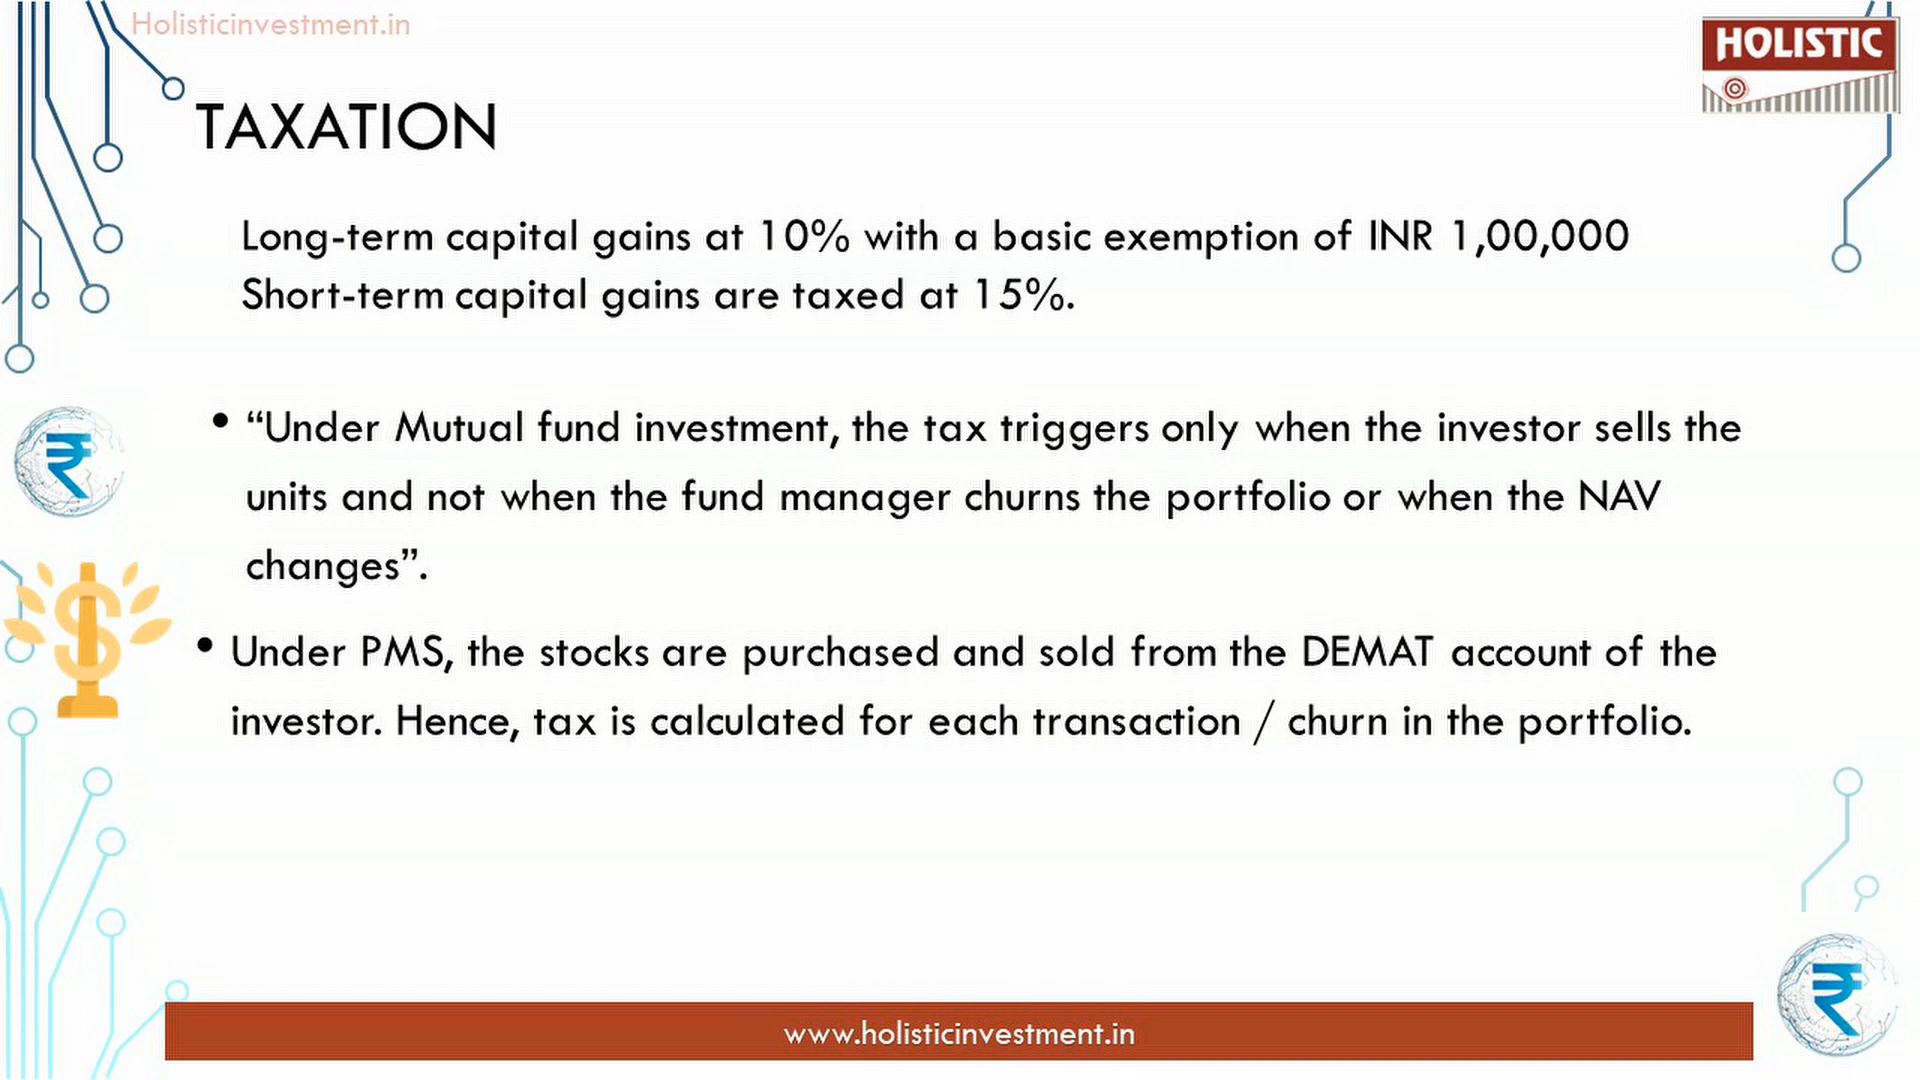 Holisticinvestment.in
HOLISTIC
TAXATION
Long-term capital gains at 10% with a basic exemption of INR 1,00,000
Short-term capital gains are taxed at 15%.
• “Under Mutual fund investment, the tax triggers only when the investor sells the
units and not when the fund manager churns the portfolio or when the NAV
changes”.
• Under PMS, the stocks are purchased and sold from the DEMAT account of the
investor. Hence, tax is calculated for each transaction / churn in the portfolio.
www.holisticinvestment.in